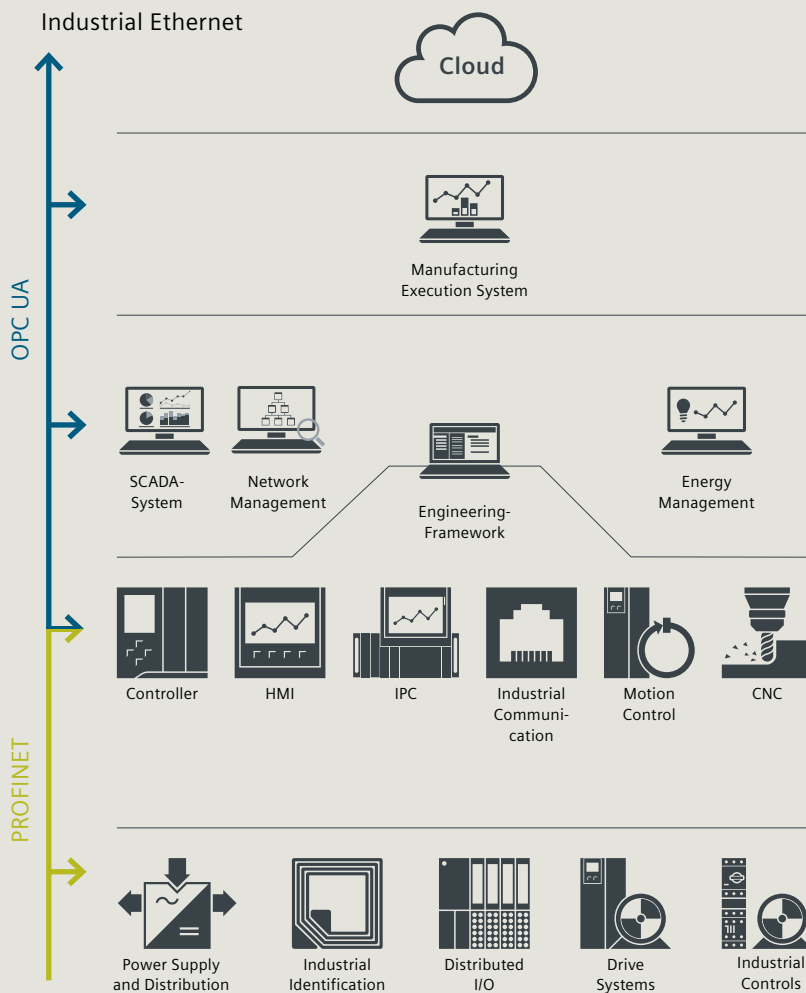 Industrial Ethernet
Cloud
OPC UA
Manufacturing
Execution System
SCADA-
System
Network
Management
Engineering-
Framework
Energy
Management
PROFINET
Controller
HMI
IPC
Industrial
Communi-
cation
Motion
Control
CNC
Power Supply
and Distribution
Industrial
Identification
Distributed
I/O
Drive
Systems
Industrial
Controls